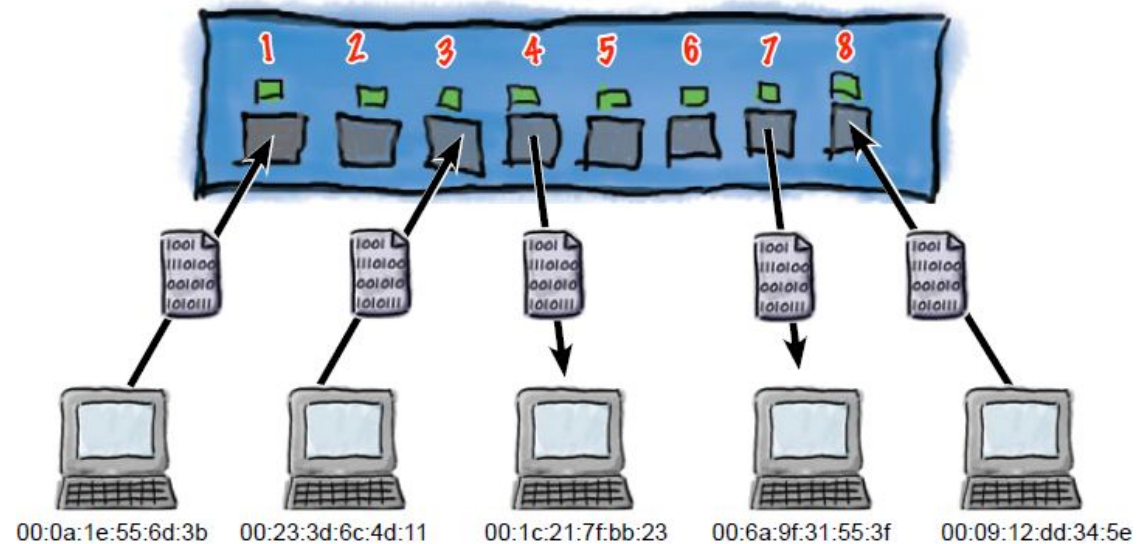 1 2 3 4 5 6 7 8
1001 1001 1001 1001 1001
1110100 1110100 1110100 1110100 1110100
001010 001010 001010 001010 001010
1010111 1010111 1010111 1010111 1010111
00:0a:1e:55:6d:3b 00:23:3d:6c:4d:11 00:1c:21:7f:bb:23 00:6a:9f:31:55:3f 00:09:12:dd:34:5e